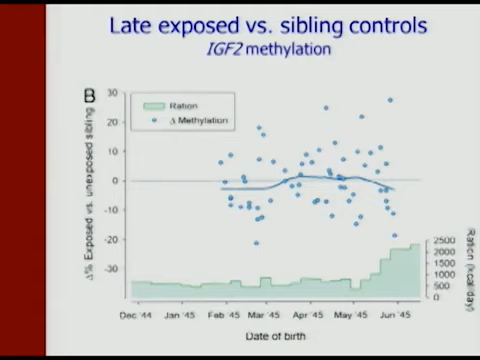 Late exposed vs. sibling controls
IGF2 methylation
B
Ration
Δ Methylation
Δ% Exposed vs. unexposed sibling
30
20
10
0
-10
-20
-30
2500
2000
1500
1000
500
0
Ration (kcal/day)
Dec '44 Jan '45 Feb '45 Mar '45 Apr '45 May '45 Jun '45
Date of birth